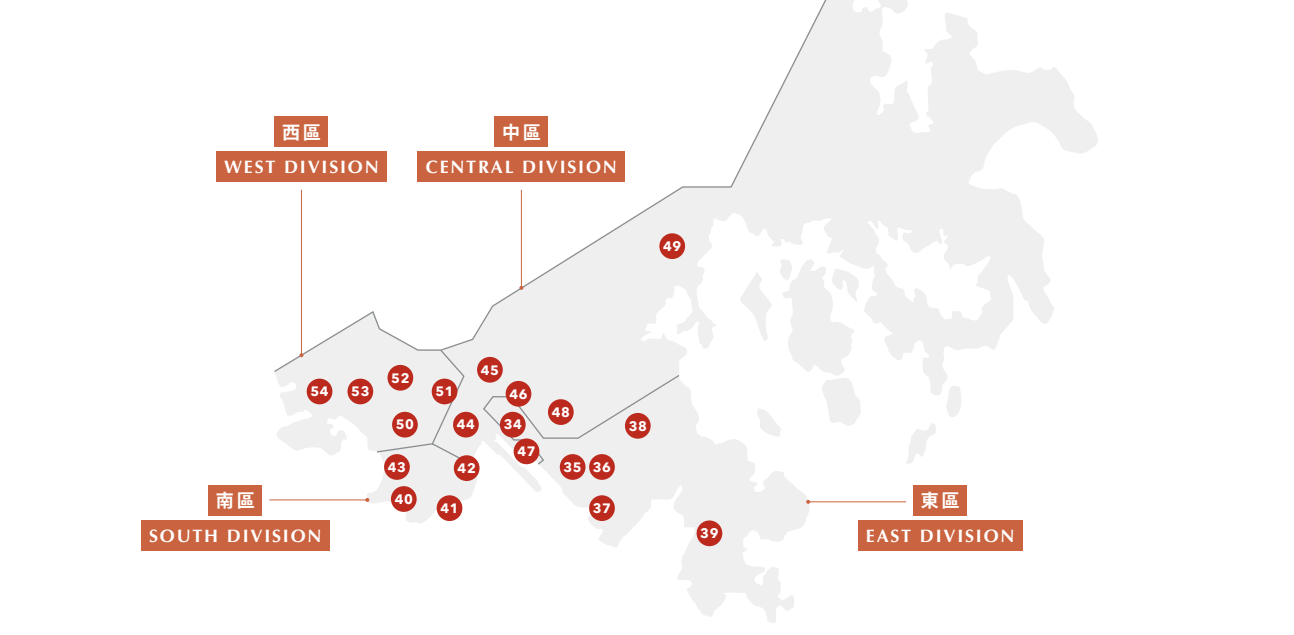 西區
WEST DIVISION
中區
CENTRAL DIVISION
49
45
52
54
53
51
46
48
50
44
34
38
47
43
42
35
36
40
41
37
39
南區
SOUTH DIVISION
東區
EAST DIVISION